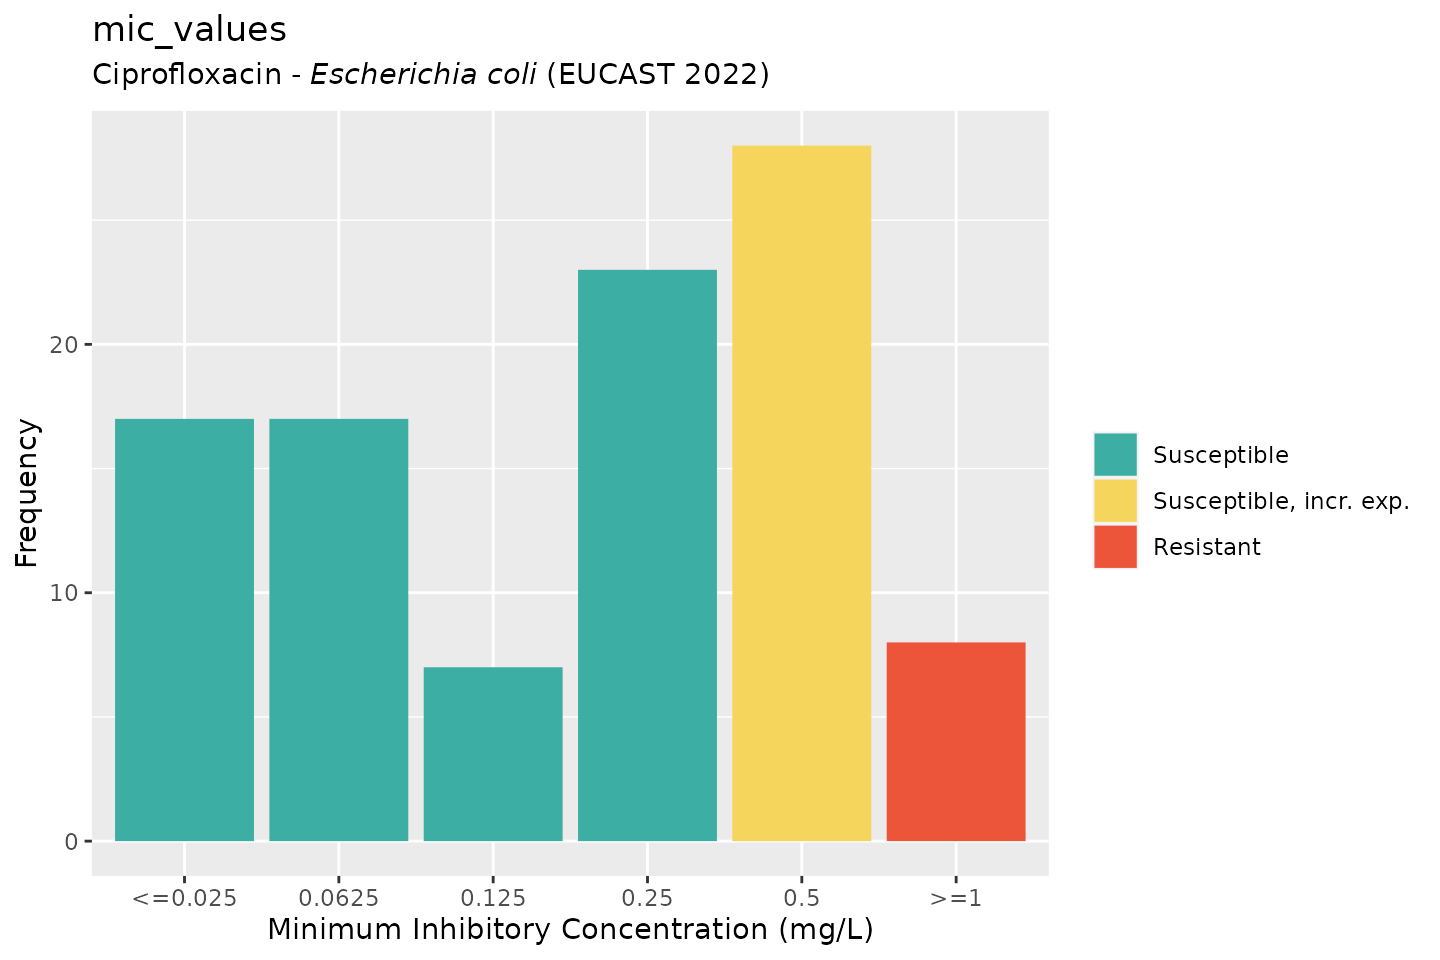 mic_values
Ciprofloxacin - Escherichia coli (EUCAST 2022)
Frequency
20
10
0
<=0.025 0.0625 0.125 0.25 0.5 >=1
Minimum Inhibitory Concentration (mg/L)
Susceptible
Susceptible, incr. exp.
Resistant